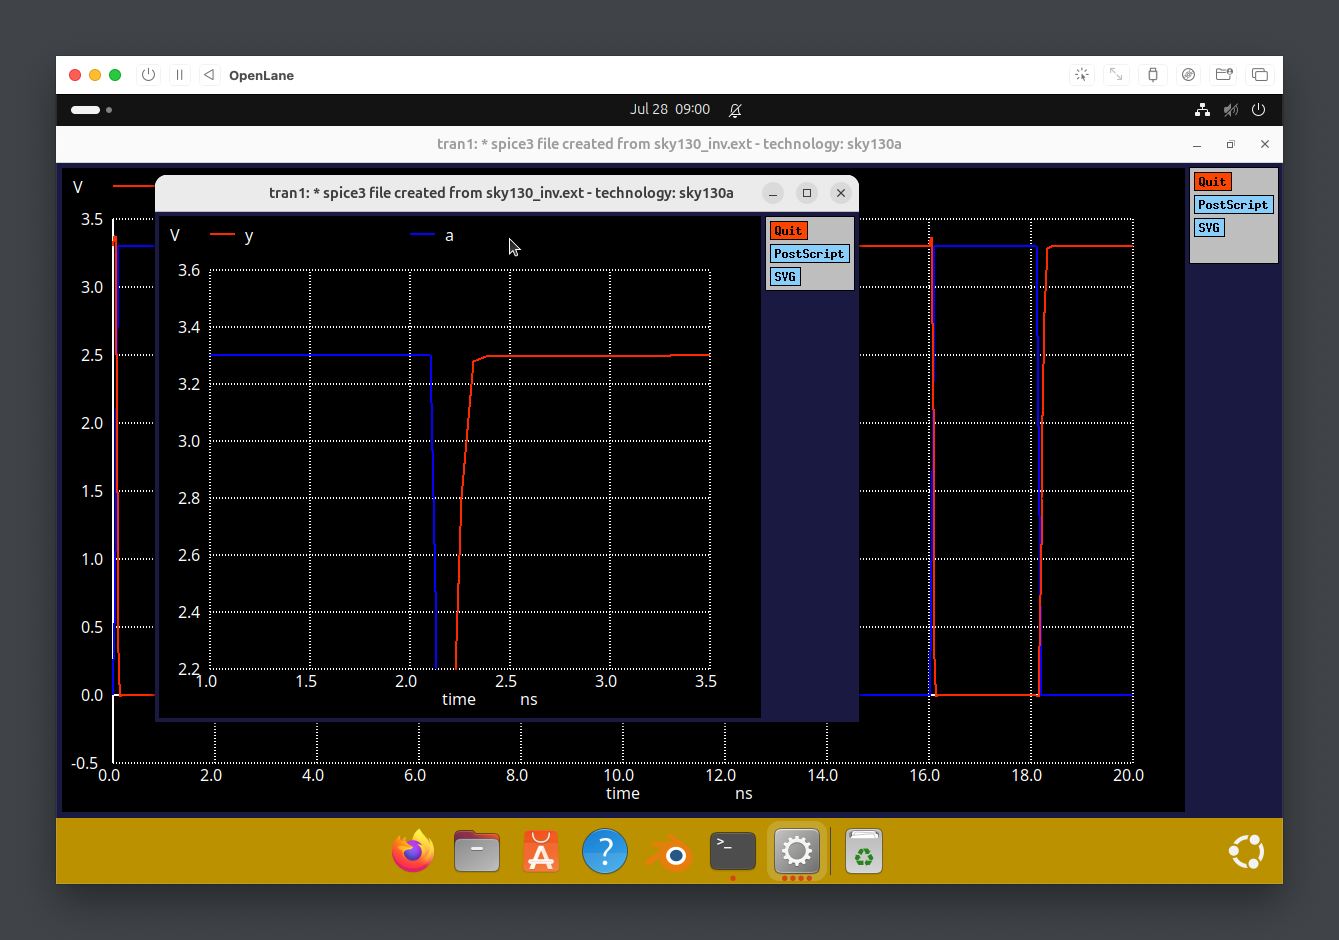 OpenLane
Jul 28 09:00
tran1: * spice3 file created from sky130_inv.ext - technology: sky130a
V
Quit
PostScript
SVG
tran1: * spice3 file created from sky130_inv.ext - technology: sky130a
V y a
Quit
PostScript
SVG
3.6
3.4
3.2
3.0
2.8
2.6
2.4
2.2
1.0 1.5 2.0 2.5 3.0 3.5
time ns
3.5
3.0
2.5
2.0
1.5
1.0
0.5
0.0
-0.5
0.0 2.0 4.0 6.0 8.0 10.0 12.0 14.0 16.0 18.0 20.0
time ns
?
>_